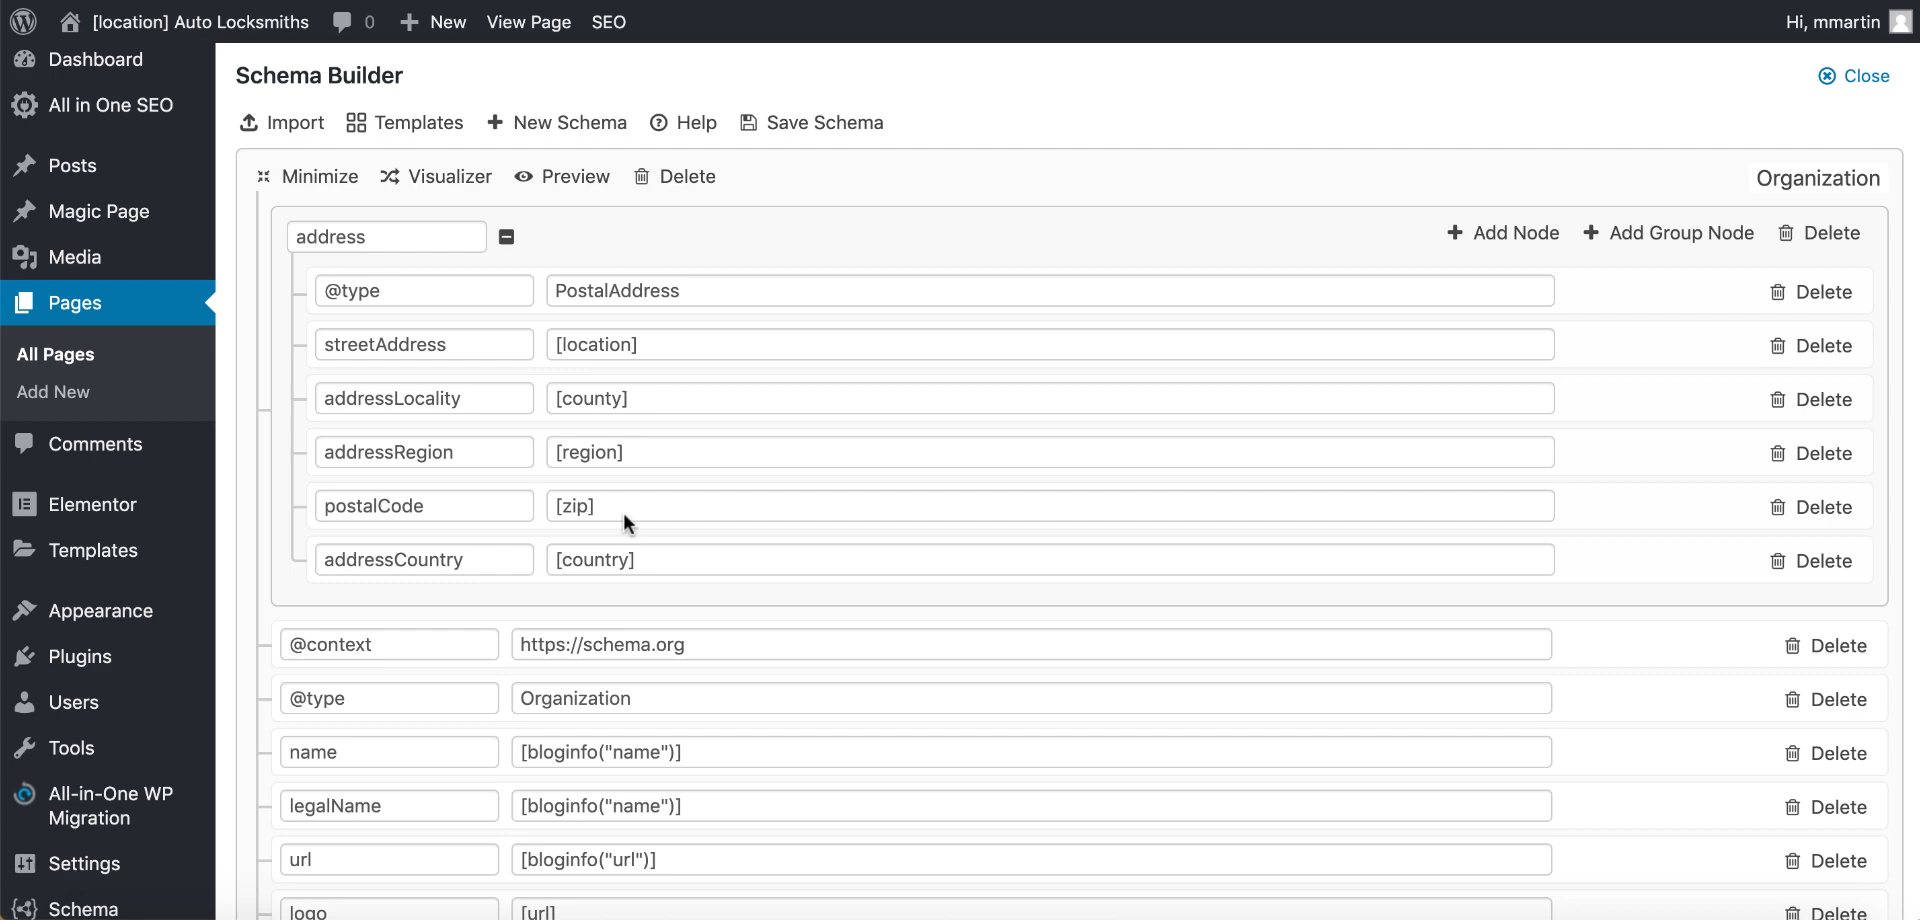 [location] Auto Locksmiths 0 New View Page SEO Hi, mmartin
Dashboard
All in One SEO
Posts
Magic Page
Media
Pages
All Pages
Add New
Comments
Elementor
Templates
Appearance
Plugins
Users
Tools
All-in-One WP
Migration
Settings
Schema
Schema Builder Close
Import Templates New Schema Help Save Schema
Minimize Visualizer Preview Delete Organization
address Add Node Add Group Node Delete
@type PostalAddress Delete
streetAddress [location] Delete
addressLocality [county] Delete
addressRegion [region] Delete
postalCode [zip] Delete
addressCountry [country] Delete
@context https://schema.org Delete
@type Organization Delete
name [bloginfo("name")] Delete
legalName [bloginfo("name")] Delete
url [bloginfo("url")] Delete
logo [url] Delete